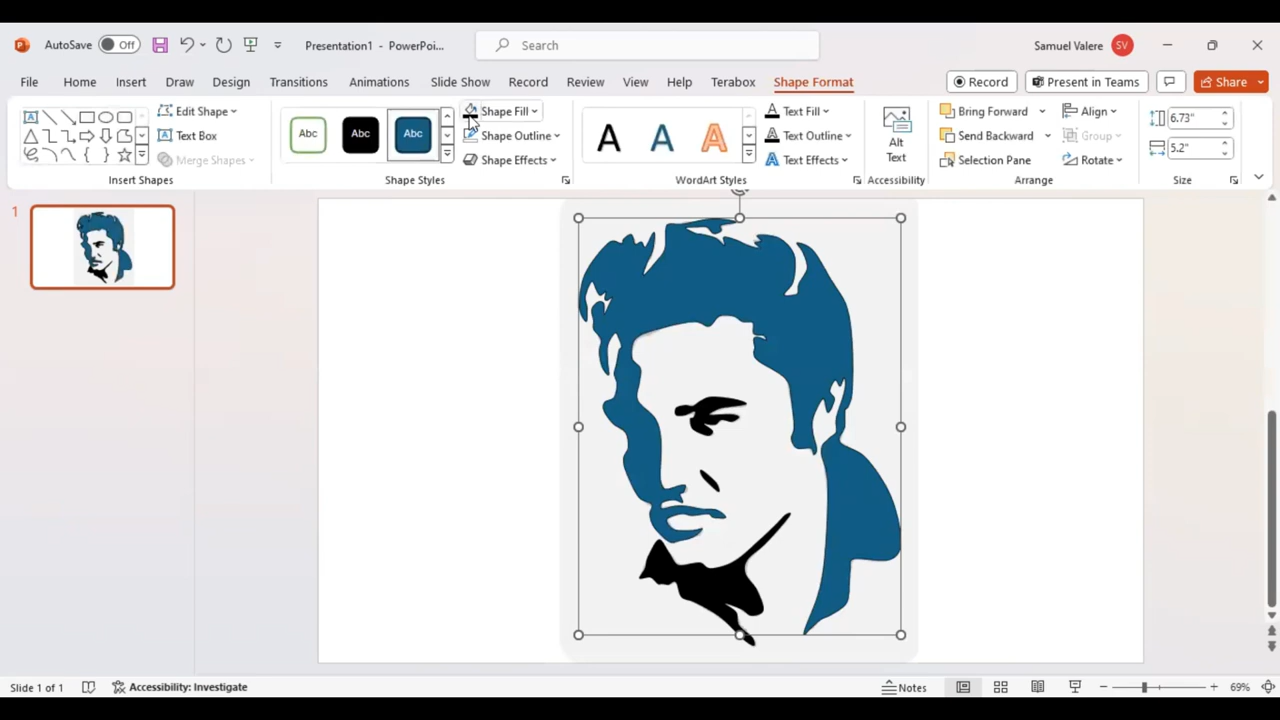 AutoSave Off Presentation1 - PowerPoi... Search Samuel Valere SV
File Home Insert Draw Design Transitions Animations Slide Show Record Review View Help Terabox Shape Format Record Present in Teams Share
Edit Shape Abc Abc Abc Shape Fill A A A Text Fill Bring Forward Align 6.73"
Text Box Shape Outline Text Outline Alt Text Send Backward Group 5.2"
Merge Shapes Shape Effects Text Effects Selection Pane Rotate
Insert Shapes Shape Styles WordArt Styles Accessibility Arrange Size
1
Slide 1 of 1 Accessibility: Investigate Notes 69%